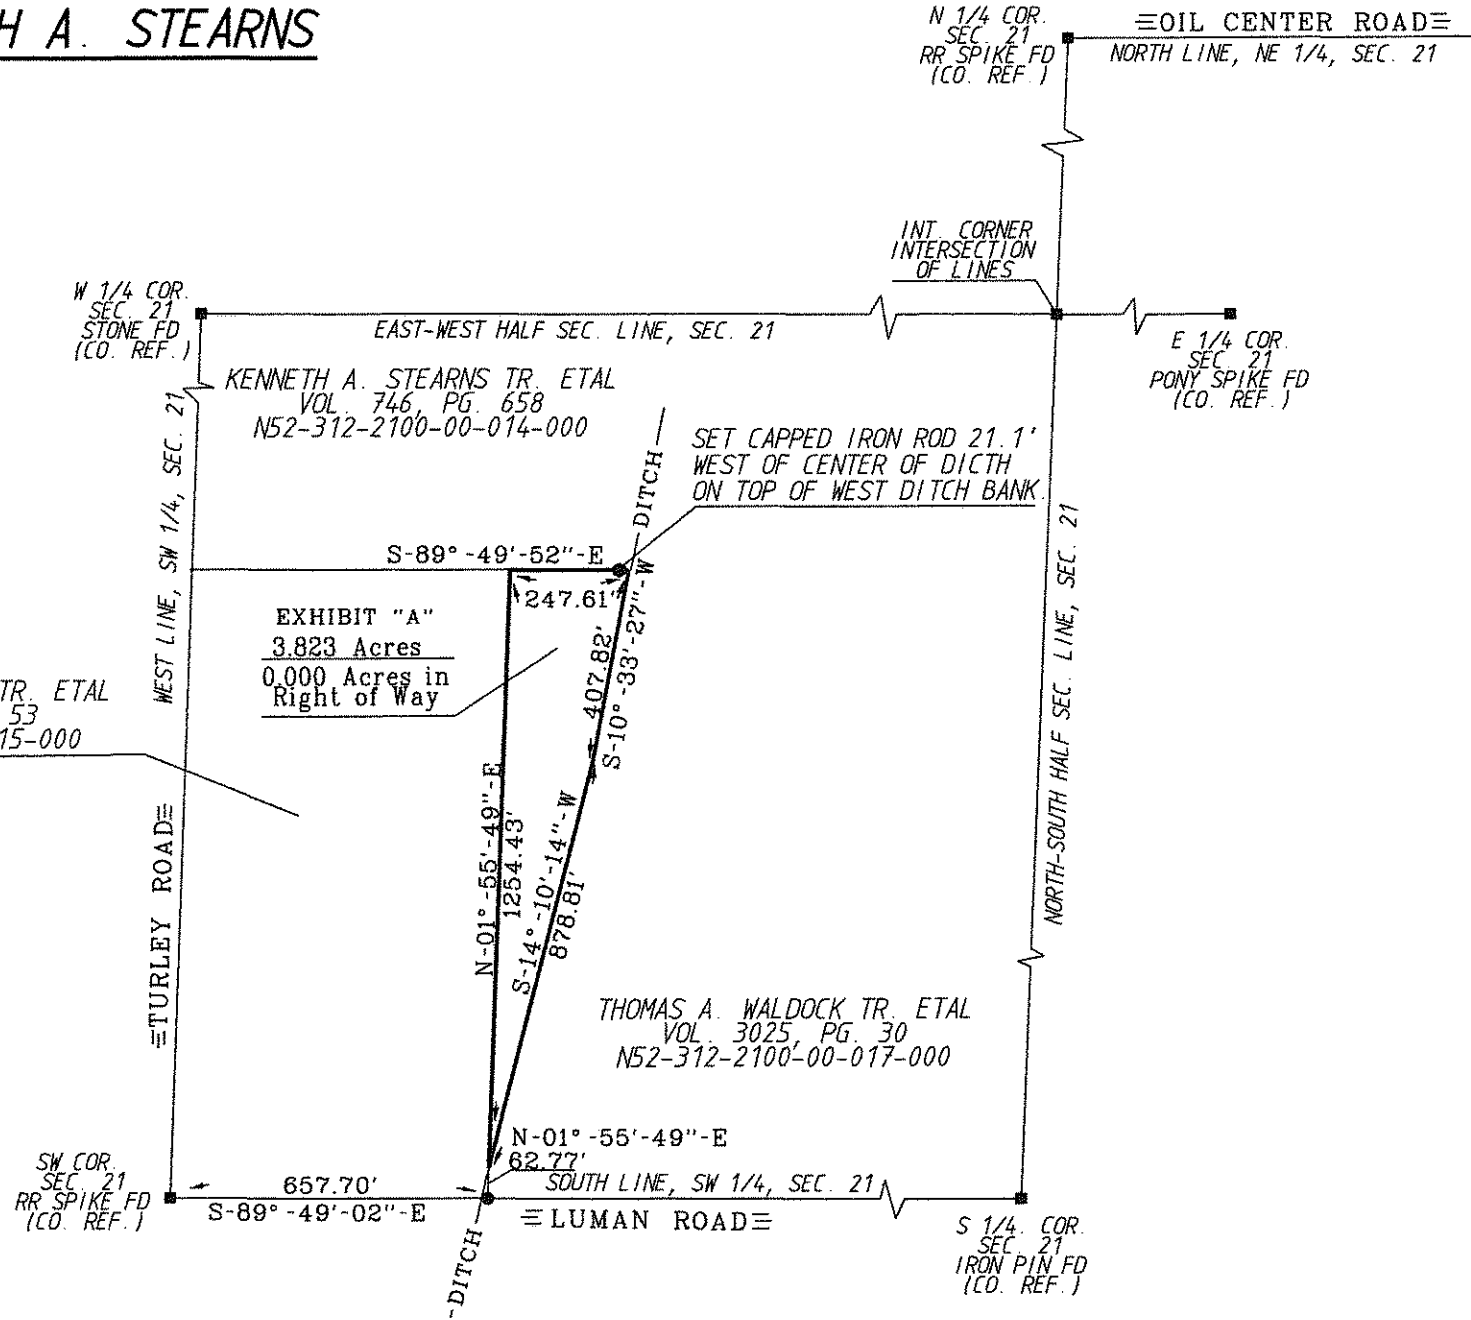 H A. STEARNS
N 1/4 COR.
SEC. 21
RR SPIKE FD
(CO. REF.)
OIL CENTER ROAD
NORTH LINE, NE 1/4, SEC. 21
INT. CORNER
INTERSECTION
OF LINES
W 1/4 COR.
SEC. 21
STONE FD
(CO. REF.)
EAST-WEST HALF SEC. LINE, SEC. 21
E 1/4 COR.
SEC. 21
PONY SPIKE FD
(CO. REF.)
KENNETH A. STEARNS TR. ETAL
VOL. 746, PG. 658
N52-312-2100-00-014-000
SET CAPPED IRON ROD 21.1'
WEST OF CENTER OF DICTH
ON TOP OF WEST DITCH BANK.
DITCH
WEST LINE, SW 1/4, SEC. 21
S-89°-49'-52"-E
247.61'
EXHIBIT "A"
3.823 Acres
0.000 Acres in
Right of Way
407.82'
S-10°-33'-27"-W
NORTH-SOUTH HALF SEC. LINE, SEC. 21
TR. ETAL
53
15-000
TURLEY ROAD
N-01°-55'-49"-E
1254.43'
S-14°-10'-14"-W
878.81'
THOMAS A. WALDOCK TR. ETAL
VOL. 3025, PG. 30
N52-312-2100-00-017-000
N-01°-55'-49"-E
62.77'
SW COR.
SEC. 21
RR SPIKE FD
(CO. REF.)
657.70'
S-89°-49'-02"-E
SOUTH LINE, SW 1/4, SEC. 21
LUMAN ROAD
DITCH
S 1/4. COR.
SEC. 21
IRON PIN FD
(CO. REF.)